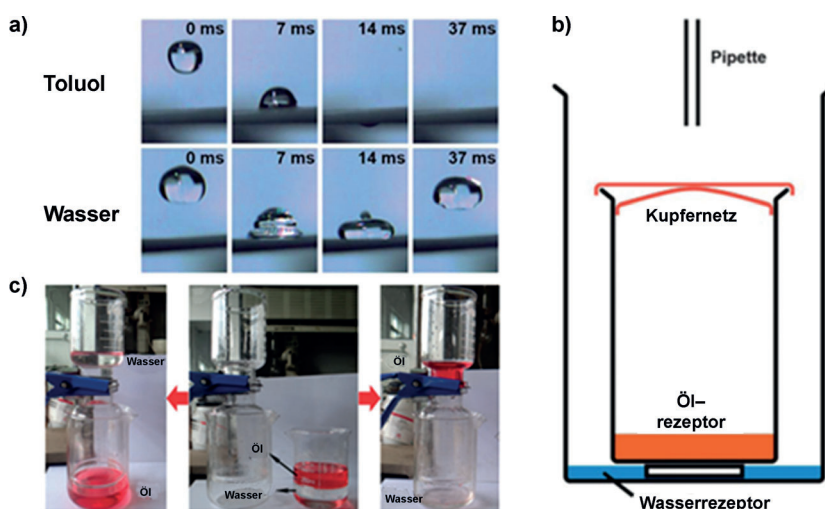 a)
0 ms
7 ms
14 ms
37 ms
Toluol
0 ms
7 ms
14 ms
37 ms
Wasser
b)
Pipette
Kupfernetz
Öl–
rezeptor
Wasserrezeptor
c)
Wasser
Öl
Öl
Wasser
Öl
Wasser